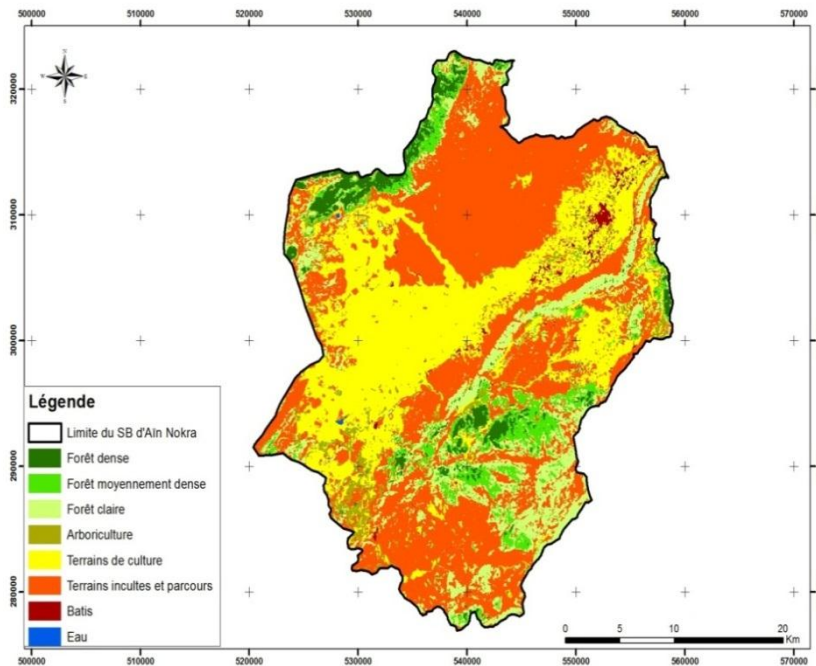 500000 510000 520000 530000 540000 550000 560000 570000
N
W E
S
320000
310000
300000
290000
280000
Légende
Limite du SB d'Aïn Nokra
Forêt dense
Forêt moyennement dense
Forêt claire
Arboriculture
Terrains de culture
Terrains incultes et parcours
Batis
Eau
0 5 10 20
Km
500000 510000 520000 530000 540000 550000 560000 570000